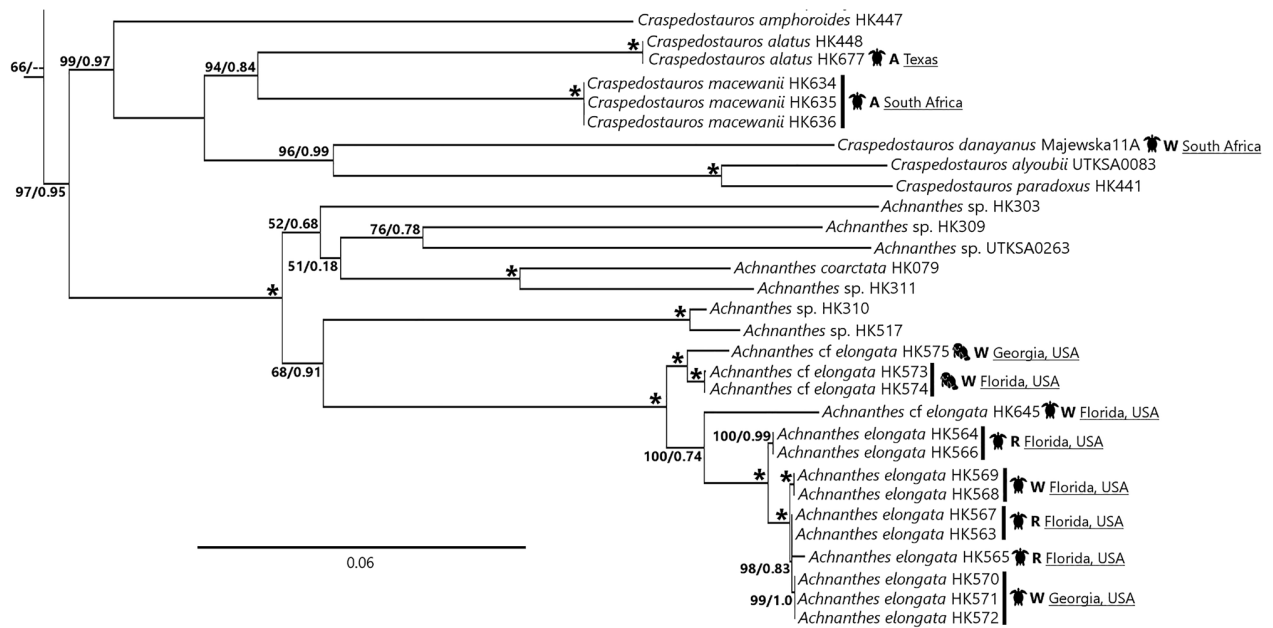 Craspedostauros amphoroides HK447
Craspedostauros alatus HK448
Craspedostauros alatus HK677 A Texas
Craspedostauros macewanii HK634
Craspedostauros macewanii HK635 A South Africa
Craspedostauros macewanii HK636
Craspedostauros danayanus Majewska11A W South Africa
Craspedostauros alyoubii UTKSA0083
Craspedostauros paradoxus HK441
Achnanthes sp. HK303
Achnanthes sp. HK309
Achnanthes sp. UTKSA0263
Achnanthes coarctata HK079
Achnanthes sp. HK311
Achnanthes sp. HK310
Achnanthes sp. HK517
Achnanthes cf elongata HK575 W Georgia, USA
Achnanthes cf elongata HK573
W Florida, USA
Achnanthes cf elongata HK574
Achnanthes cf elongata HK645 W Florida, USA
Achnanthes elongata HK564
R Florida, USA
Achnanthes elongata HK566
Achnanthes elongata HK569
W Florida, USA
Achnanthes elongata HK568
Achnanthes elongata HK567
R Florida, USA
Achnanthes elongata HK563
Achnanthes elongata HK565 R Florida, USA
Achnanthes elongata HK570
Achnanthes elongata HK571 W Georgia, USA
Achnanthes elongata HK572
66/--
99/0.97
*
94/0.84
*
96/0.99
*
97/0.95
52/0.68
76/0.78
51/0.18
*
*
*
68/0.91
*
*
*
100/0.99
100/0.74
*
*
*
98/0.83
99/1.0
0.06